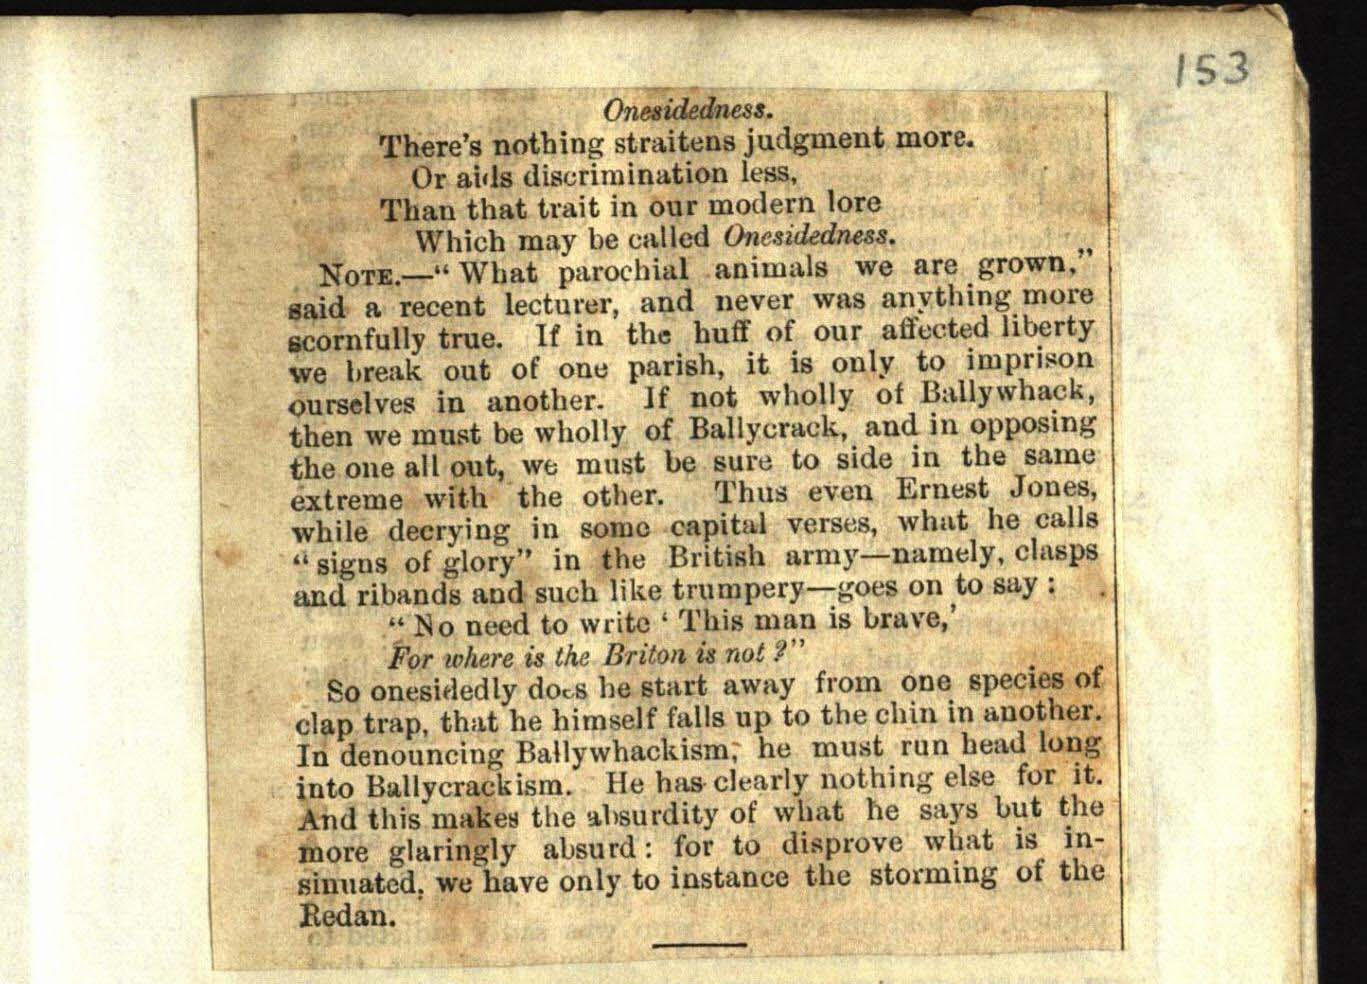 153
Onesidedness.
There's nothing straitens judgment more.
Or aids discrimination less,
Than that trait in our modern lore
Which may be called Onesidedness.
NOTE.—" What parochial animals we are grown,"
said a recent lecturer, and never was anything more
scornfully true. If in the huff of our affected liberty
we break out of one parish, it is only to imprison
ourselves in another. If not wholly of Ballywhack,
then we must be wholly of Ballycrack, and in opposing
the one all out, we must be sure to side in the same
extreme with the other. Thus even Ernest Jones,
while decrying in some capital verses, what he calls
"signs of glory" in the British army—namely, clasps
and ribands and such like trumpery—goes on to say :
" No need to write ' This man is brave,'
For where is the Briton is not ?"
So onesidedly does he start away from one species of
clap trap, that he himself falls up to the chin in another.
In denouncing Ballywhackism, he must run head long
into Ballycrackism. He has clearly nothing else for it.
And this makes the absurdity of what he says but the
more glaringly absurd : for to disprove what is in-
sinuated, we have only to instance the storming of the
Redan.